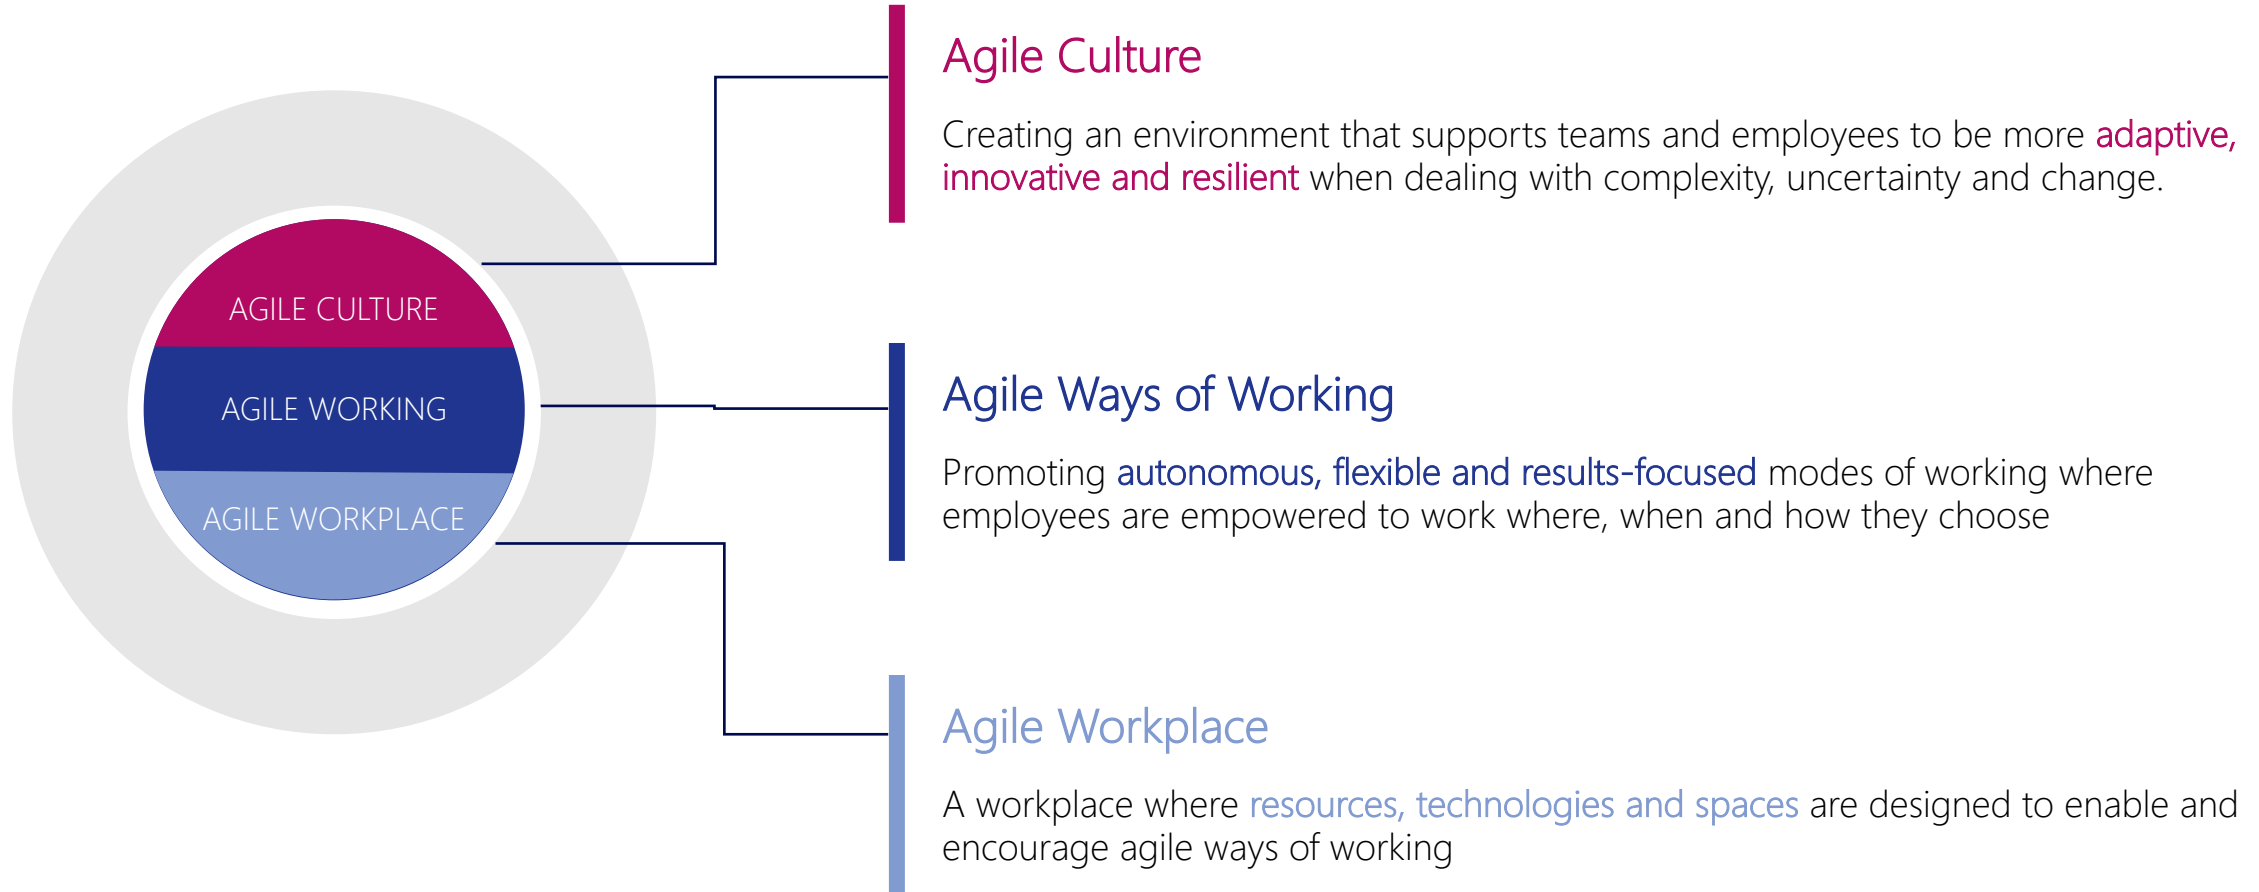 AGILE CULTURE
AGILE WORKING
AGILE WORKPLACE
Agile Culture
Creating an environment that supports teams and employees to be more adaptive,
innovative and resilient when dealing with complexity, uncertainty and change.
Agile Ways of Working
Promoting autonomous, flexible and results-focused modes of working where
employees are empowered to work where, when and how they choose
Agile Workplace
A workplace where resources, technologies and spaces are designed to enable and
encourage agile ways of working